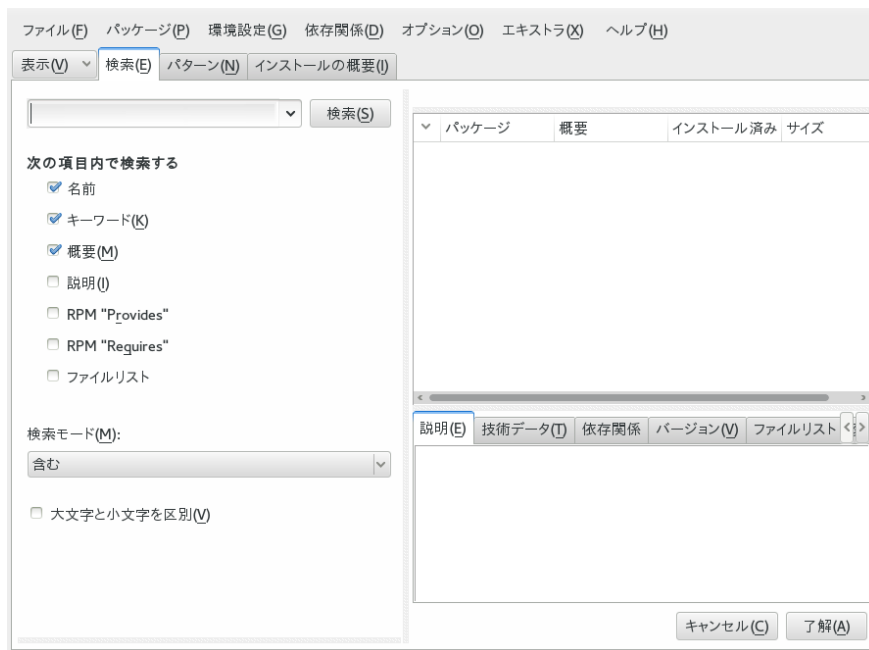 ファイル(F) パッケージ(P) 環境設定(G) 依存関係(D) オプション(O) エキストラ(X) ヘルプ(H)
表示(V) 検索(E) パターン(N) インストールの概要(I)
検索(S)
次の項目内で検索する
名前
キーワード(K)
概要(M)
説明(I)
RPM "Provides"
RPM "Requires"
ファイルリスト
検索モード(M):
含む
大文字と小文字を区別(V)
パッケージ 概要 インストール済み サイズ
説明(E) 技術データ(T) 依存関係 バージョン(V) ファイルリスト
キャンセル(C) 了解(A)